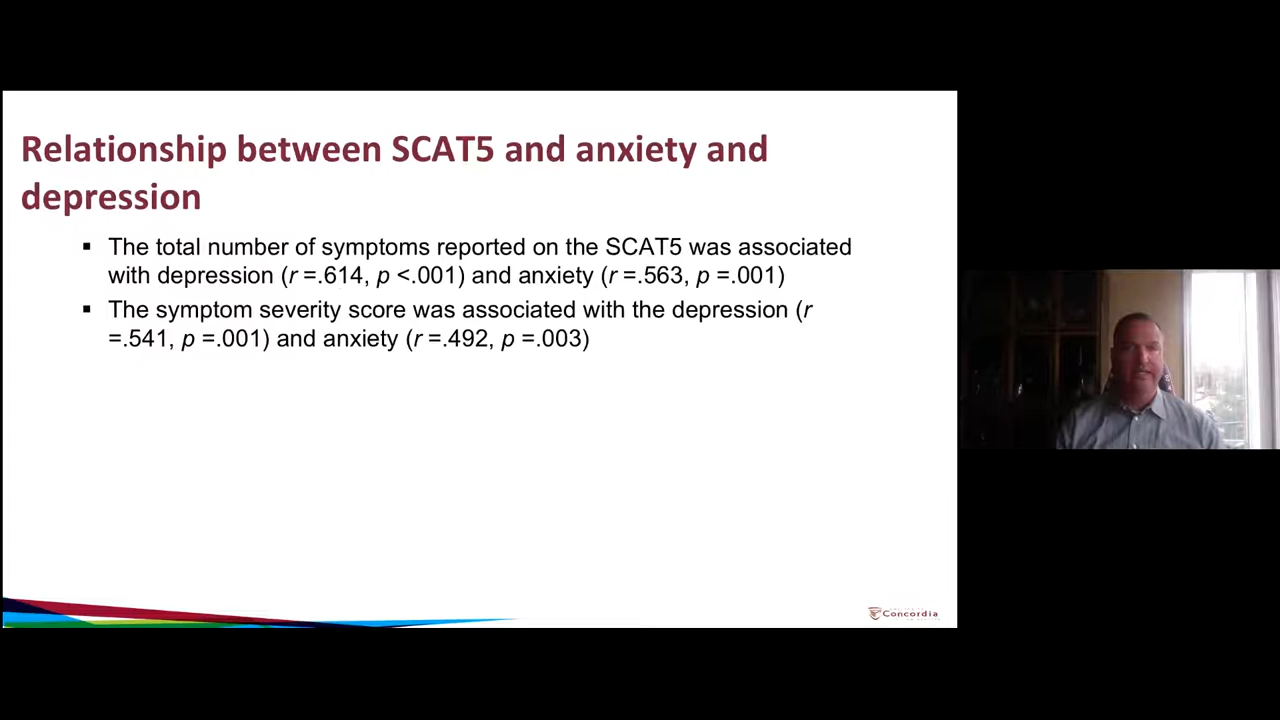 Relationship between SCAT5 and anxiety and
depression
▪ The total number of symptoms reported on the SCAT5 was associated
with depression (r =.614, p <.001) and anxiety (r =.563, p =.001)
▪ The symptom severity score was associated with the depression (r
=.541, p =.001) and anxiety (r =.492, p =.003)
Concordia